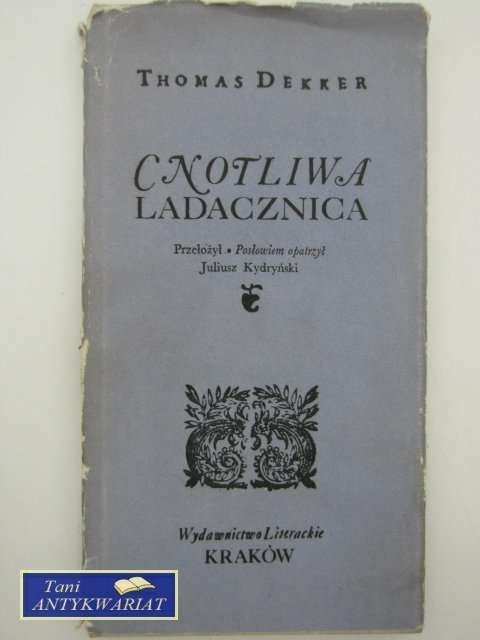 THOMAS DEKKER
CNOTLIWA
LADACZNICA
Przełożył • Posłowiem opatrzył
Juliusz Kydryński
Wydawnictwo Literackie
KRAKÓW
Tani
ANTYKWARIAT